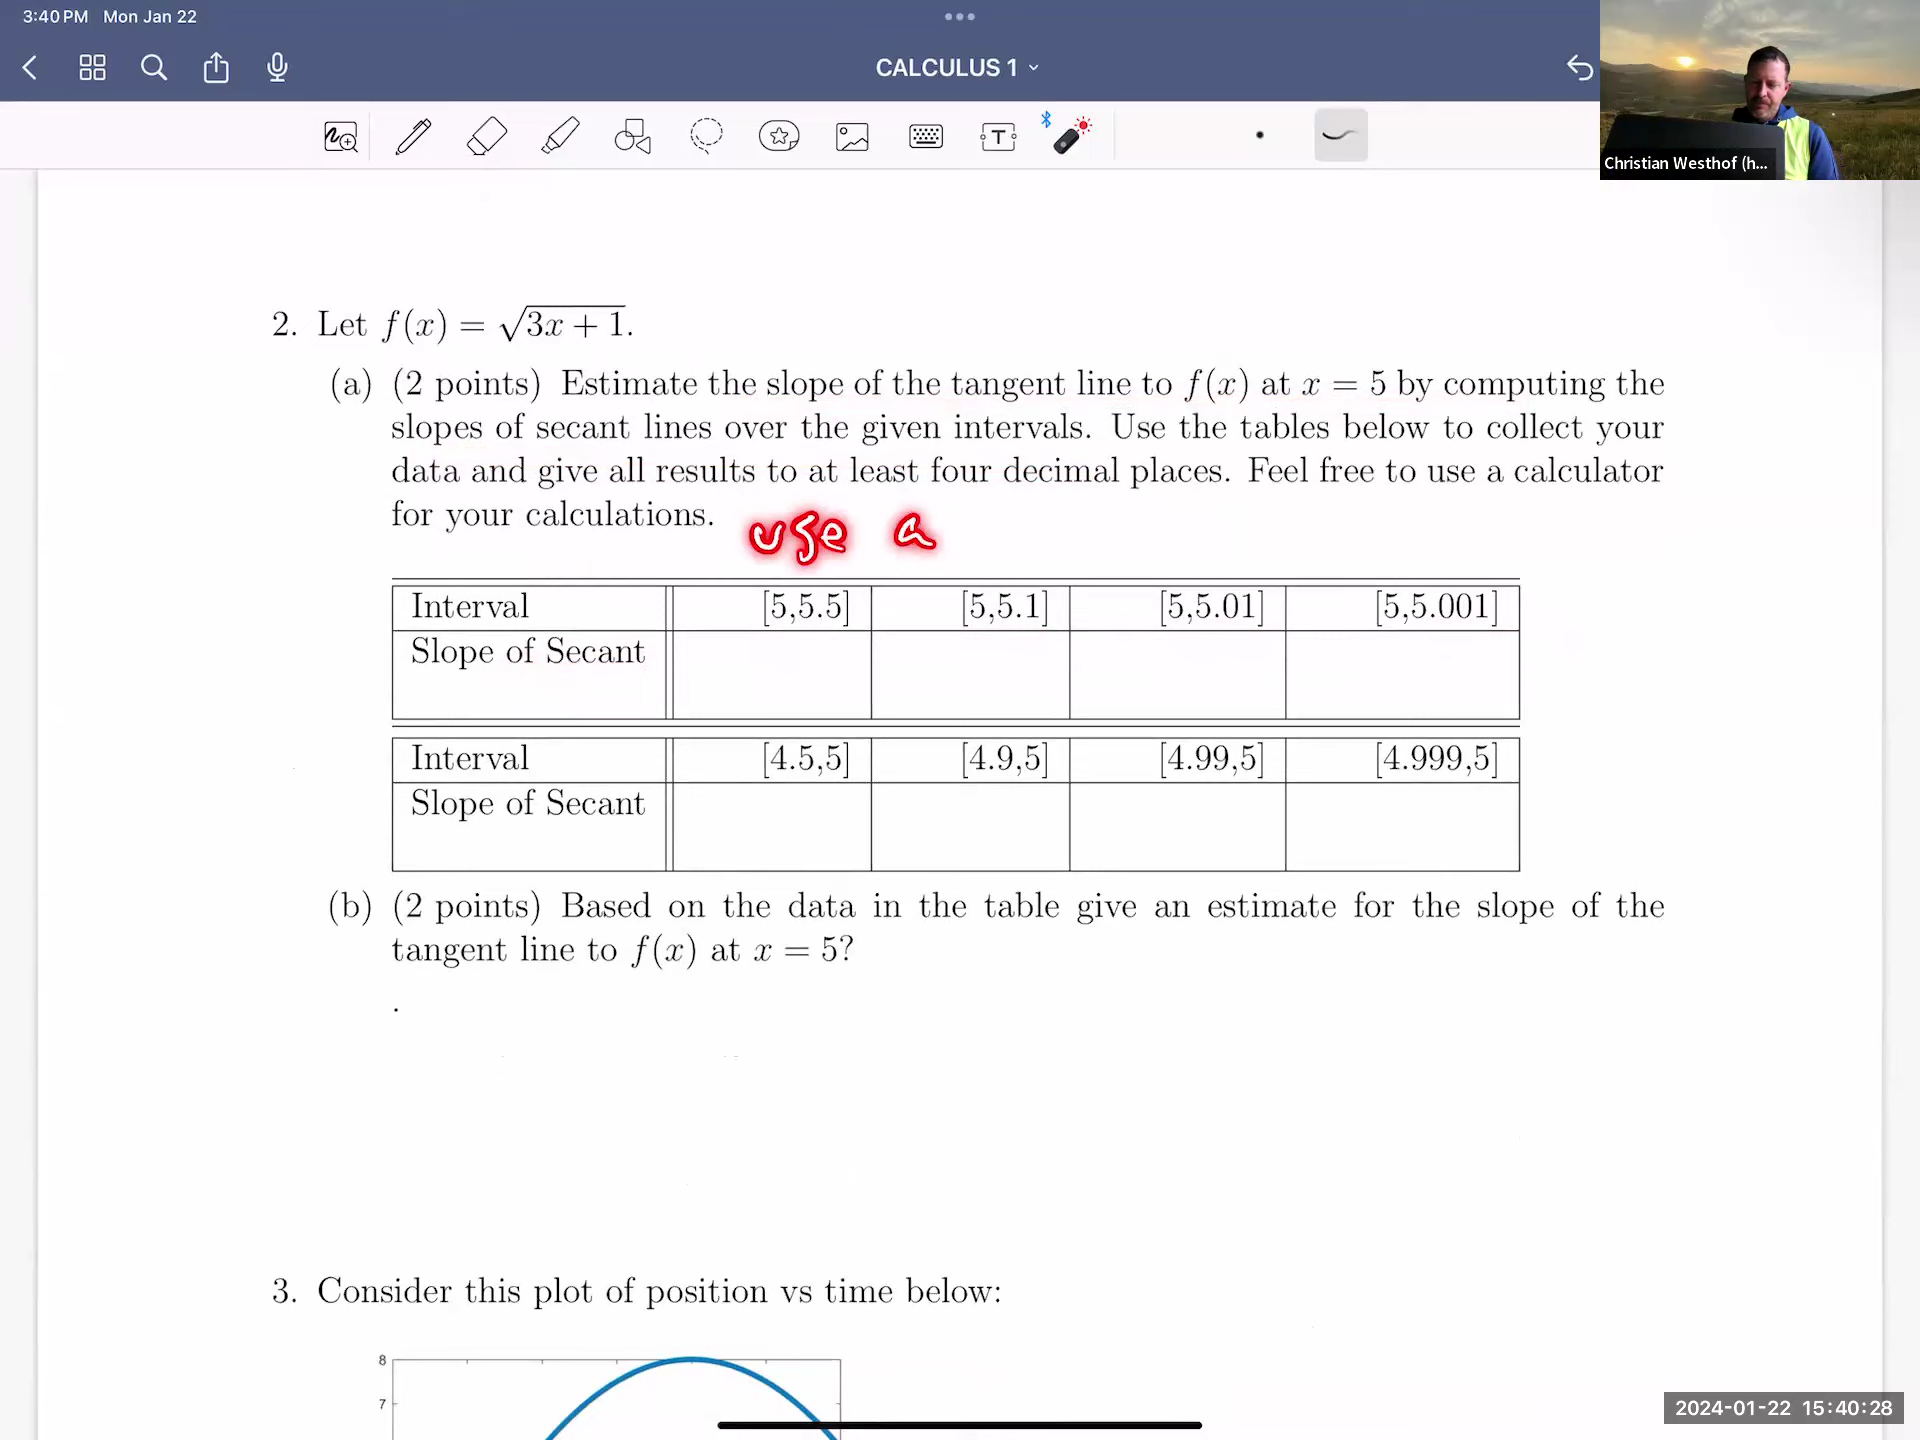 3:40 PM Mon Jan 22
CALCULUS 1
Christian Westhof (h...
2. Let f(x) = √3x + 1.
(a) (2 points) Estimate the slope of the tangent line to f(x) at x = 5 by computing the
slopes of secant lines over the given intervals. Use the tables below to collect your
data and give all results to at least four decimal places. Feel free to use a calculator
for your calculations.
use a
Interval [5,5.5] [5,5.1] [5,5.01] [5,5.001]
Slope of Secant
Interval [4.5,5] [4.9,5] [4.99,5] [4.999,5]
Slope of Secant
(b) (2 points) Based on the data in the table give an estimate for the slope of the
tangent line to f(x) at x = 5?
.
3. Consider this plot of position vs time below:
8
7
2024-01-22 15:40:28